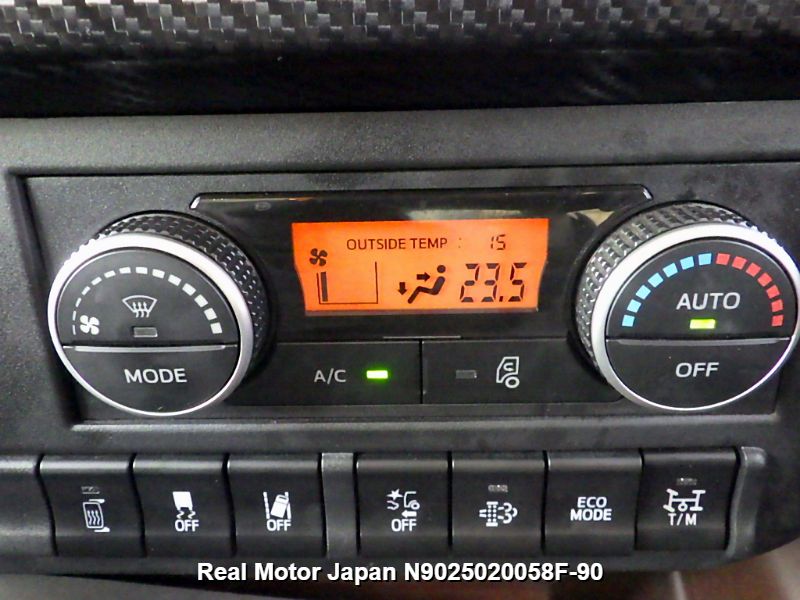 OUTSIDE TEMP : 15
23.5
MODE
A/C
AUTO
OFF
OFF
OFF
OFF
ECO
MODE
T/M
Real Motor Japan N9025020058F-90